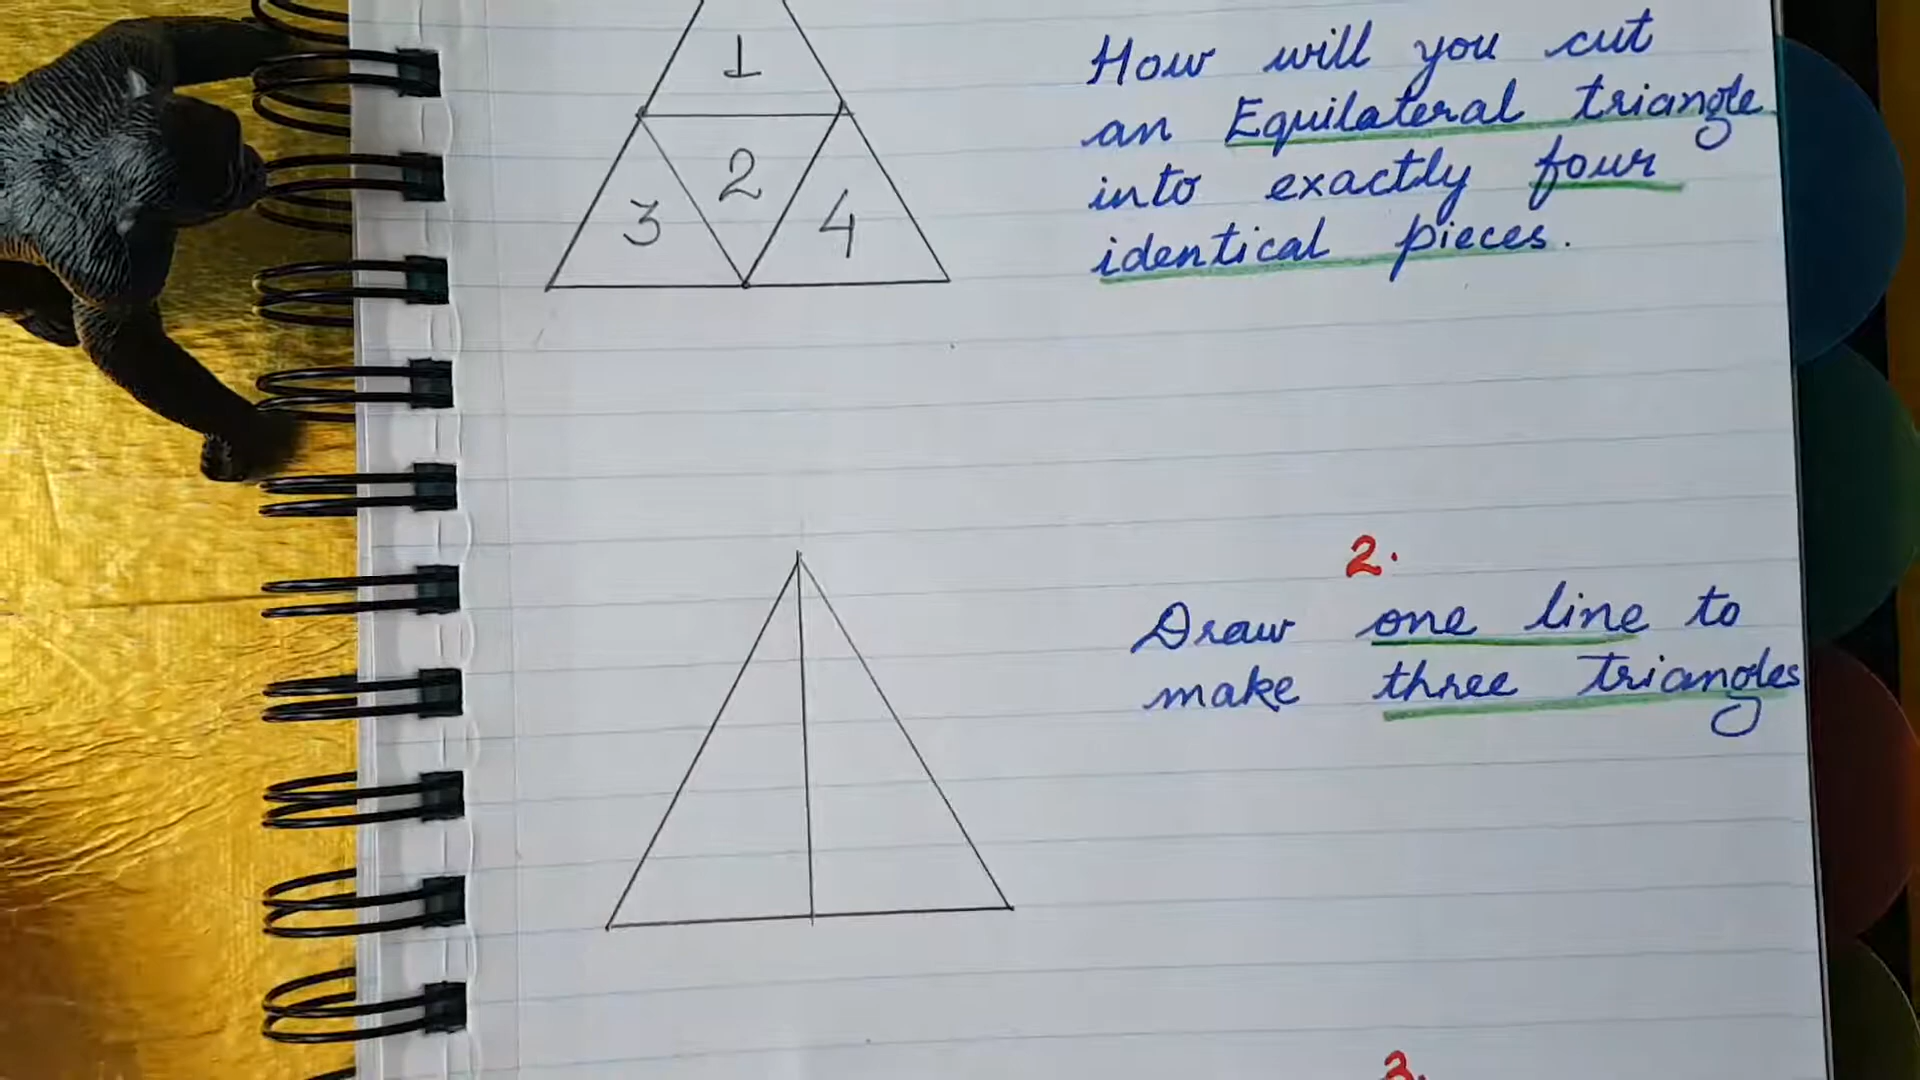 1
2
3
4
How will you cut
an Equilateral triangle
into exactly four
identical pieces.
2.
Draw one line to
make three triangles
3.